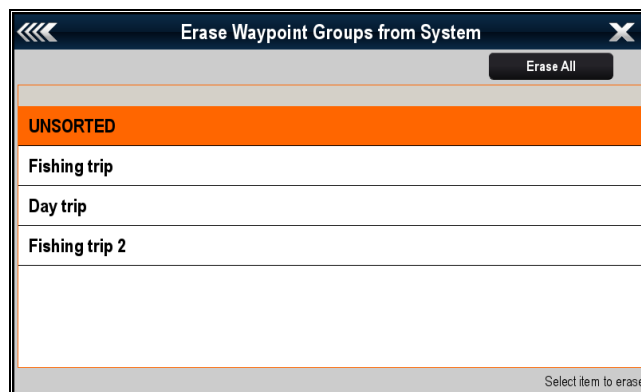 Erase Waypoint Groups from System
Erase All
UNSORTED
Fishing trip
Day trip
Fishing trip 2
Select item to erase